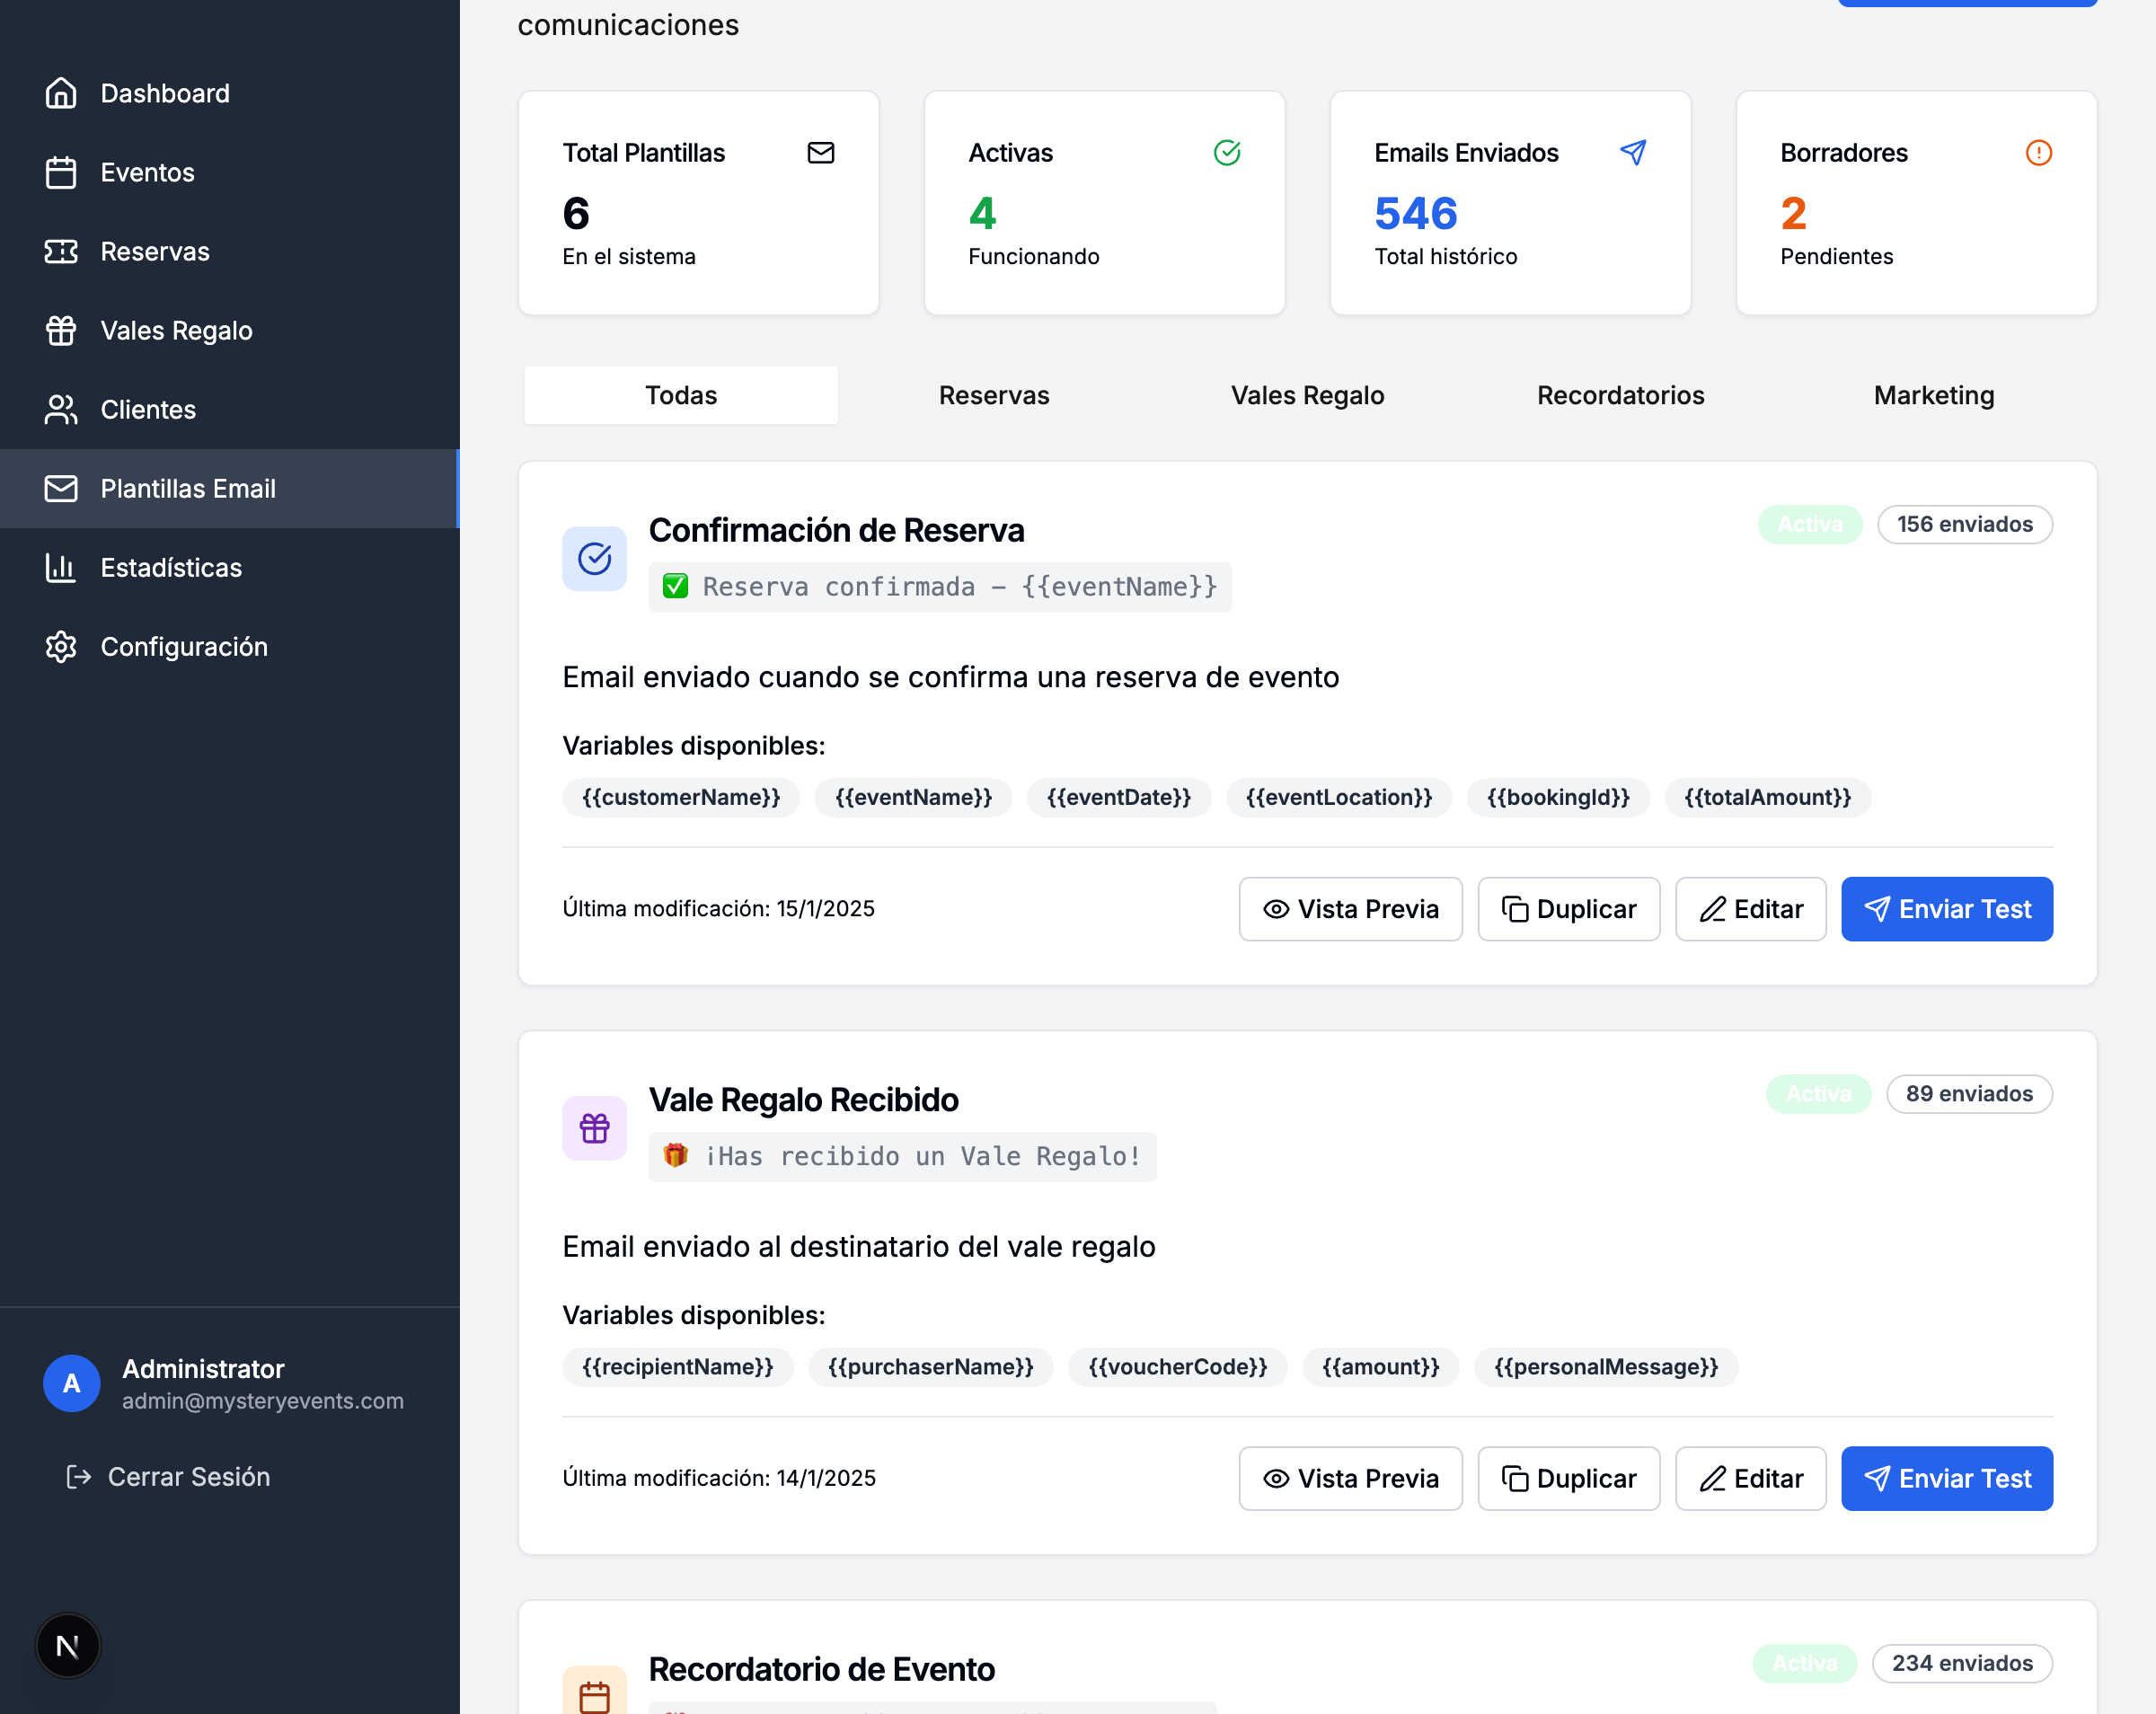 comunicaciones
Dashboard
Eventos
Reservas
Vales Regalo
Clientes
Plantillas Email
Estadísticas
Configuración
Administrator
A
admin@mysteryevents.com
Cerrar Sesión
N
Total Plantillas
6
En el sistema
Activas
4
Funcionando
Emails Enviados
546
Total histórico
Borradores
2
Pendientes
Todas Reservas Vales Regalo Recordatorios Marketing
Confirmación de Reserva
Activa 156 enviados
✅ Reserva confirmada – {{eventName}}
Email enviado cuando se confirma una reserva de evento
Variables disponibles:
{{customerName}} {{eventName}} {{eventDate}} {{eventLocation}} {{bookingId}} {{totalAmount}}
Última modificación: 15/1/2025 Vista Previa Duplicar Editar Enviar Test
Vale Regalo Recibido
Activa 89 enviados
🎁 ¡Has recibido un Vale Regalo!
Email enviado al destinatario del vale regalo
Variables disponibles:
{{recipientName}} {{purchaserName}} {{voucherCode}} {{amount}} {{personalMessage}}
Última modificación: 14/1/2025 Vista Previa Duplicar Editar Enviar Test
Recordatorio de Evento
Activa 234 enviados